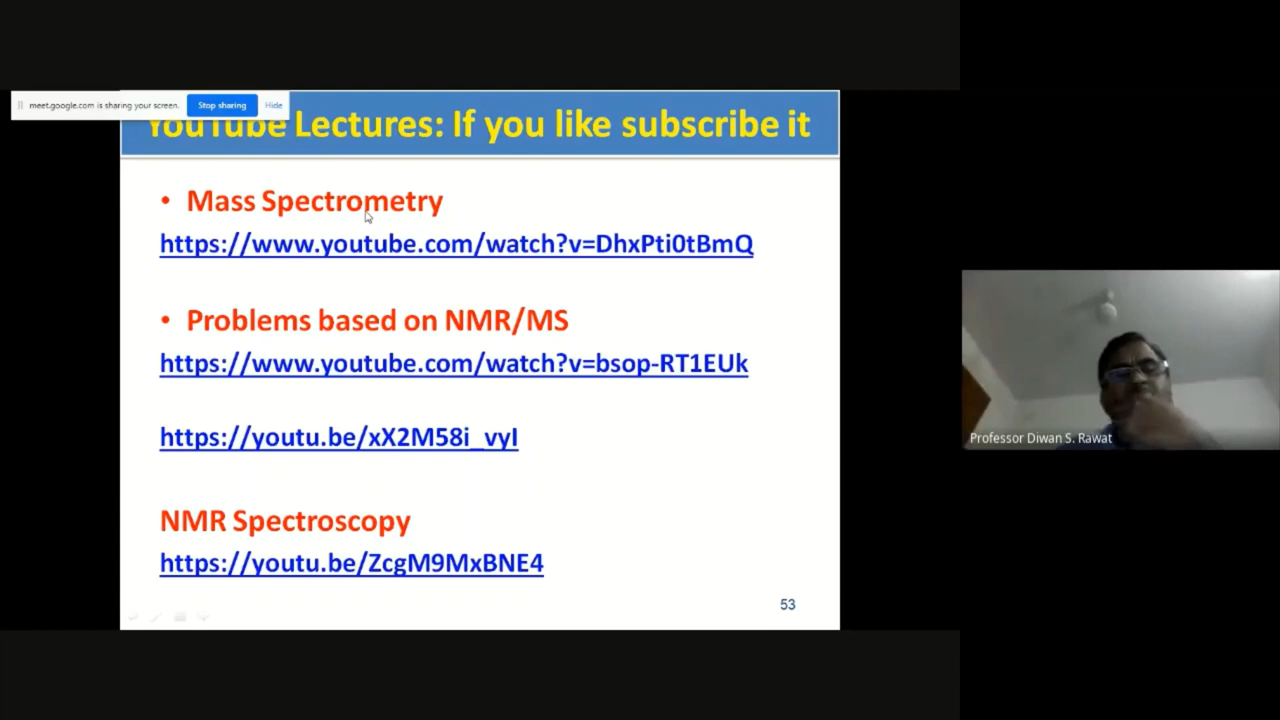 meet.google.com is sharing your screen. Stop sharing Hide
YouTube Lectures: If you like subscribe it
• Mass Spectrometry
https://www.youtube.com/watch?v=DhxPti0tBmQ
• Problems based on NMR/MS
https://www.youtube.com/watch?v=bsop-RT1EUk
https://youtu.be/xX2M58i_vyI
NMR Spectroscopy
https://youtu.be/ZcgM9MxBNE4
53
Professor Diwan S. Rawat